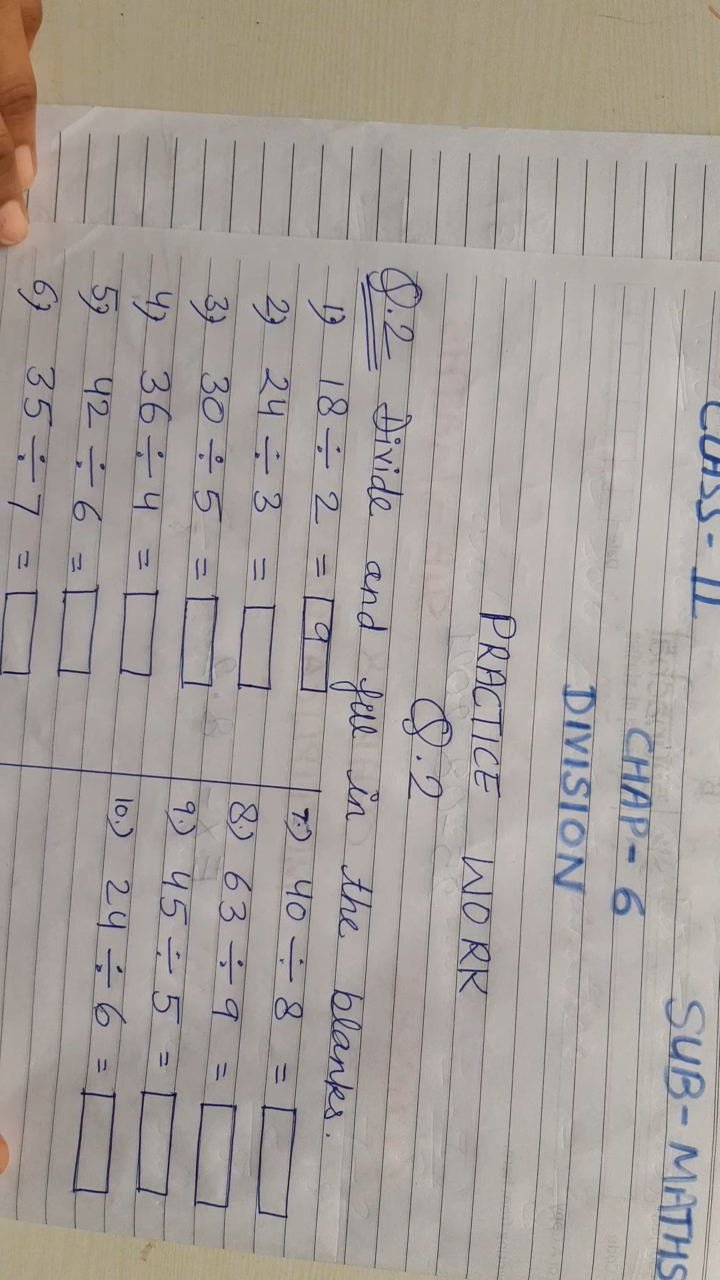 CLASS - II SUB - MATHS
CHAP - 6
DIVISION
PRACTICE WORK
Q.2
Q.2 Divide and fill in the blanks.
1) 18 ÷ 2 = 9
2) 24 ÷ 3 =
3) 30 ÷ 5 =
4) 36 ÷ 4 =
5) 42 ÷ 6 =
6) 35 ÷ 7 =
7.) 40 ÷ 8 =
8.) 63 ÷ 9 =
9.) 45 ÷ 5 =
10.) 24 ÷ 6 =